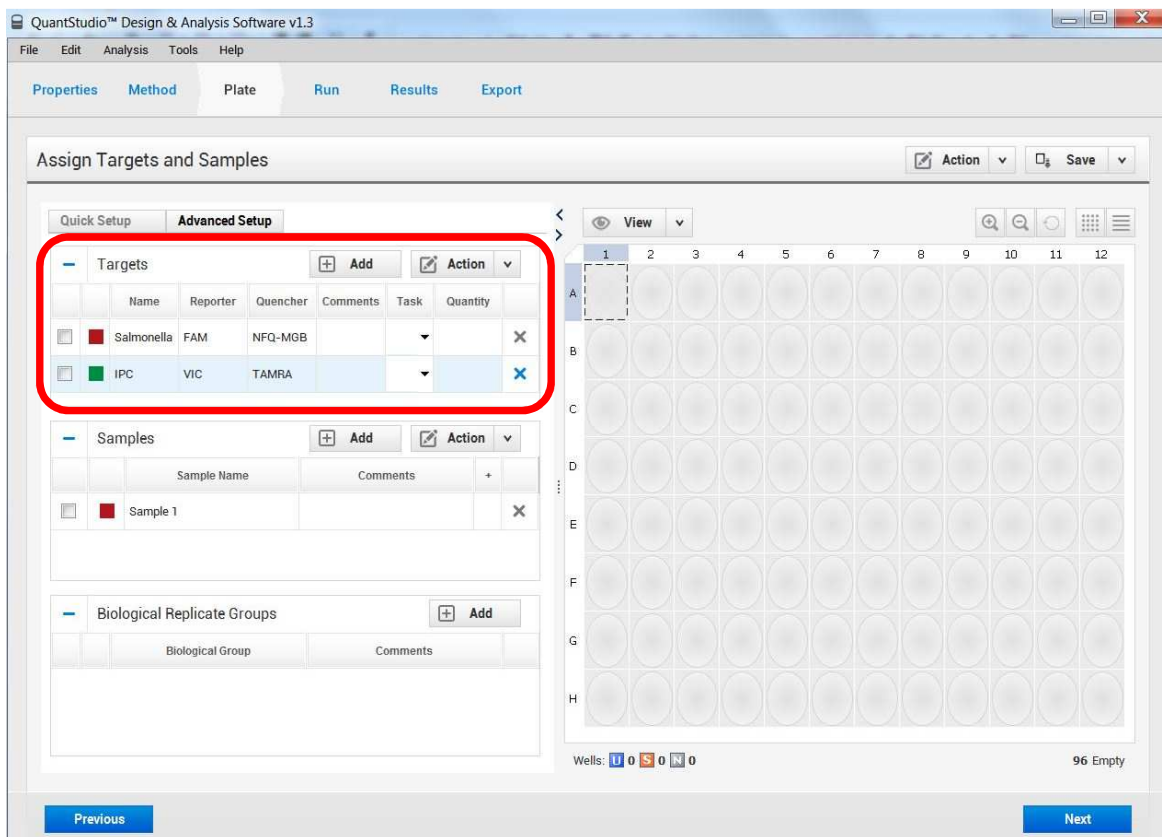 QuantStudio™ Design & Analysis Software v1.3
File Edit Analysis Tools Help
Properties Method Plate Run Results Export
Assign Targets and Samples
Action Save
Quick Setup Advanced Setup
View
Targets Add Action
Name Reporter Quencher Comments Task Quantity
Salmonella FAM NFQ-MGB
IPC VIC TAMRA
Samples Add Action
Sample Name Comments +
Sample 1
Biological Replicate Groups Add
Biological Group Comments
1 2 3 4 5 6 7 8 9 10 11 12
A
B
C
D
E
F
G
H
Wells: U 0 S 0 N 0
96 Empty
Previous Next